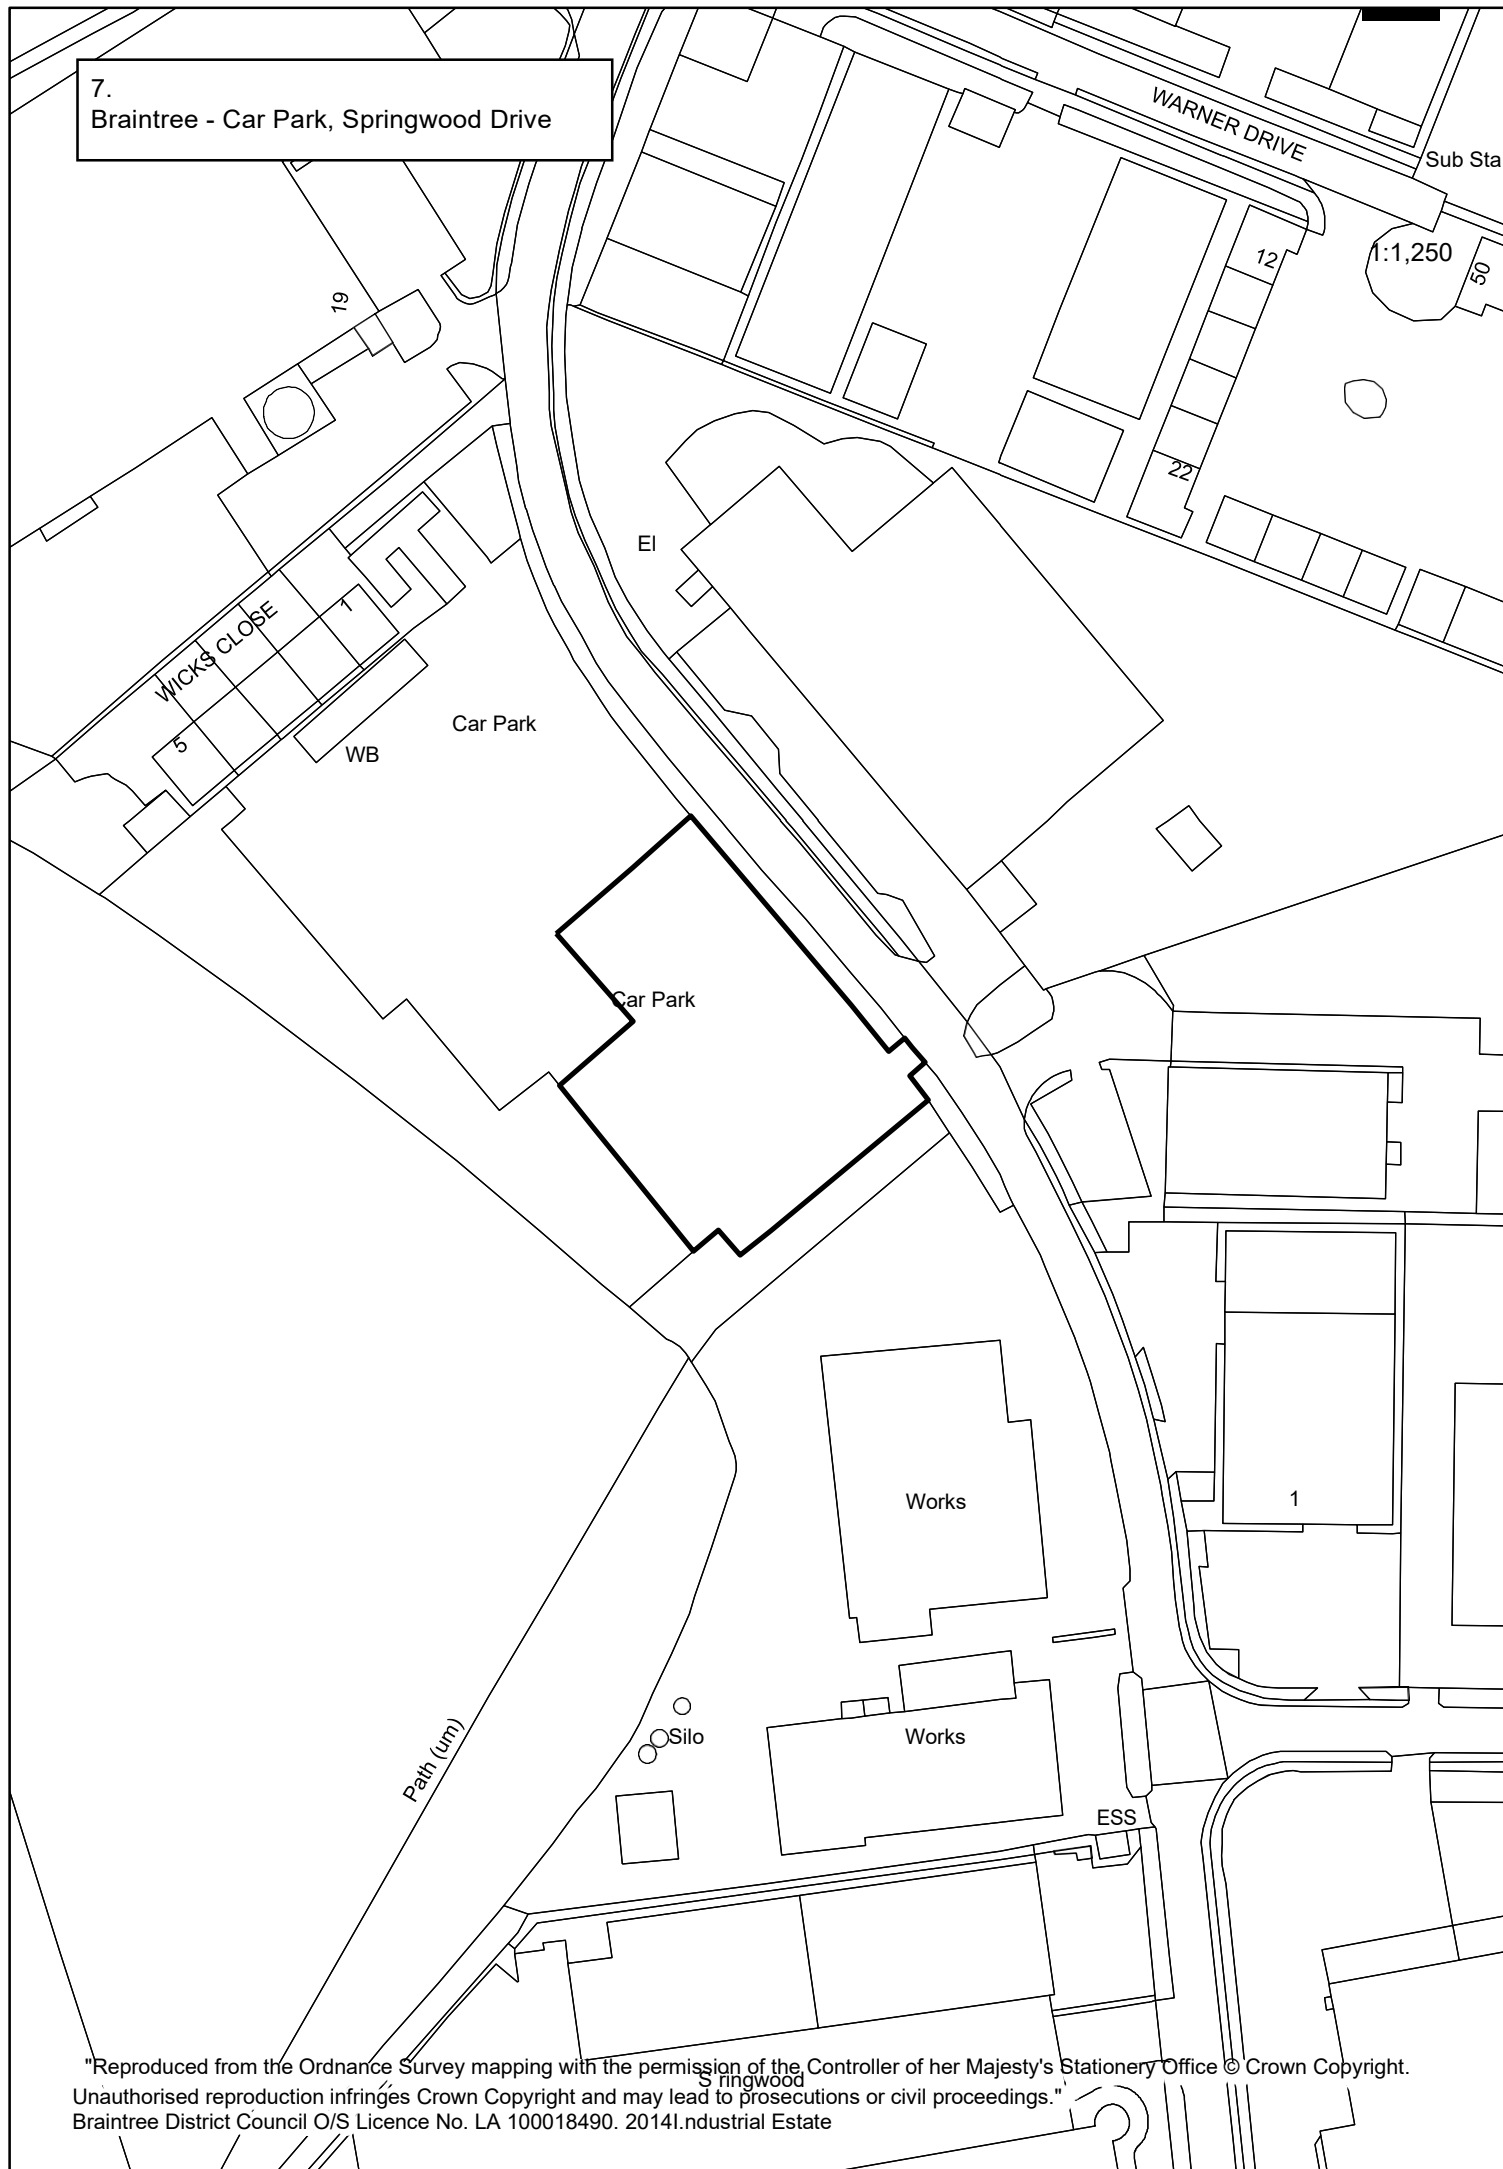 7.
Braintree - Car Park, Springwood Drive
WARNER DRIVE
Sub Sta
1:1,250
12
50
19
22
El
WICKS CLOSE
1
5
Car Park
WB
Car Park
Works
1
Path (um)
Silo
Works
ESS
"Reproduced from the Ordnance Survey mapping with the permission of the Controller of her Majesty's Stationery Office © Crown Copyright.
S ringwood
Unauthorised reproduction infringes Crown Copyright and may lead to prosecutions or civil proceedings."
Braintree District Council O/S Licence No. LA 100018490. 2014I.ndustrial Estate